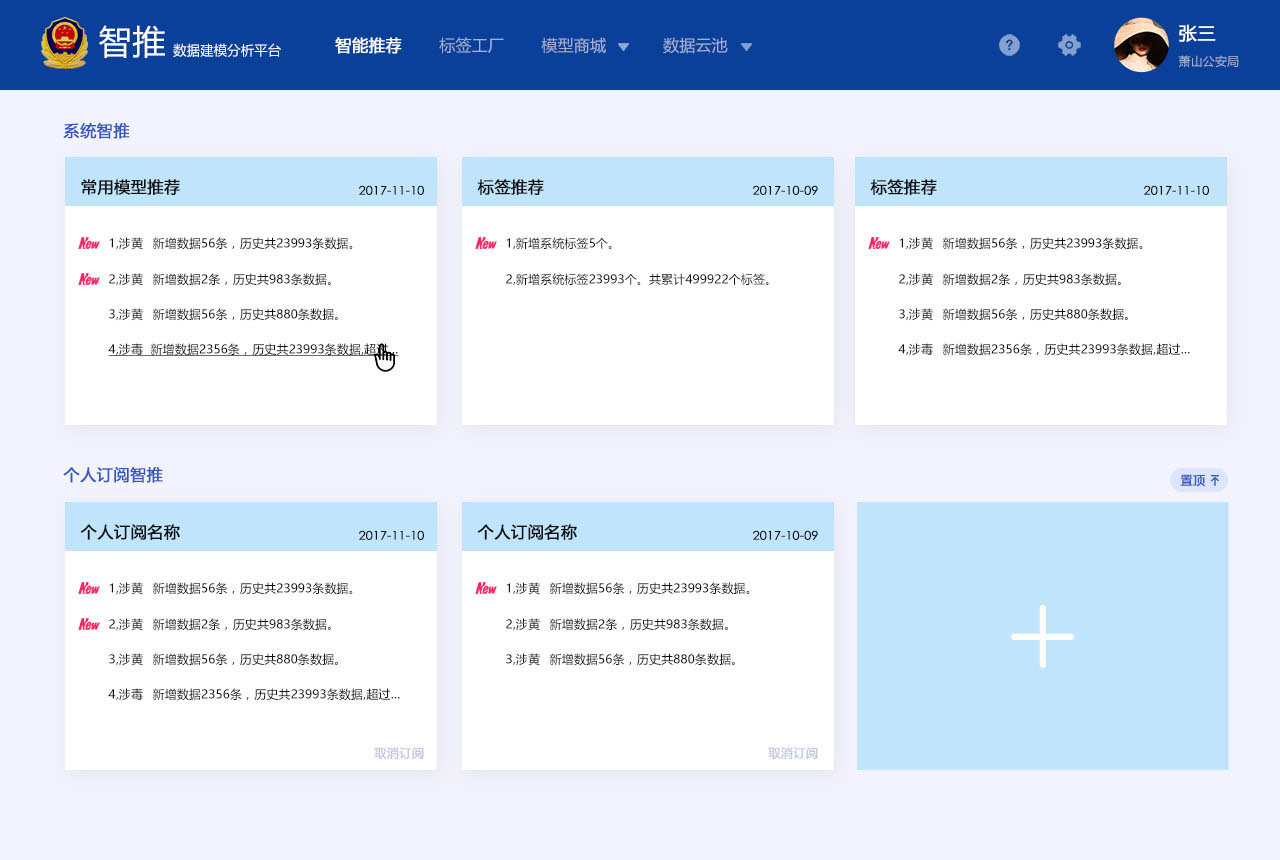 智推 数据建模分析平台 智能推荐 标签工厂 模型商城 数据云池 ? 张三
萧山公安局
系统智推
常用模型推荐 2017-11-10
New 1,涉黄 新增数据56条，历史共23993条数据。
New 2,涉黄 新增数据2条，历史共983条数据。
3,涉黄 新增数据56条，历史共880条数据。
4,涉毒 新增数据2356条，历史共23993条数据,超过...
标签推荐 2017-10-09
New 1,新增系统标签5个。
2,新增系统标签23993个。共累计499922个标签。
标签推荐 2017-11-10
New 1,涉黄 新增数据56条，历史共23993条数据。
2,涉黄 新增数据2条，历史共983条数据。
3,涉黄 新增数据56条，历史共880条数据。
4,涉毒 新增数据2356条，历史共23993条数据,超过...
个人订阅智推
置顶
个人订阅名称 2017-11-10
New 1,涉黄 新增数据56条，历史共23993条数据。
New 2,涉黄 新增数据2条，历史共983条数据。
3,涉黄 新增数据56条，历史共880条数据。
4,涉毒 新增数据2356条，历史共23993条数据,超过...
取消订阅
个人订阅名称 2017-10-09
New 1,涉黄 新增数据56条，历史共23993条数据。
2,涉黄 新增数据2条，历史共983条数据。
3,涉黄 新增数据56条，历史共880条数据。
取消订阅